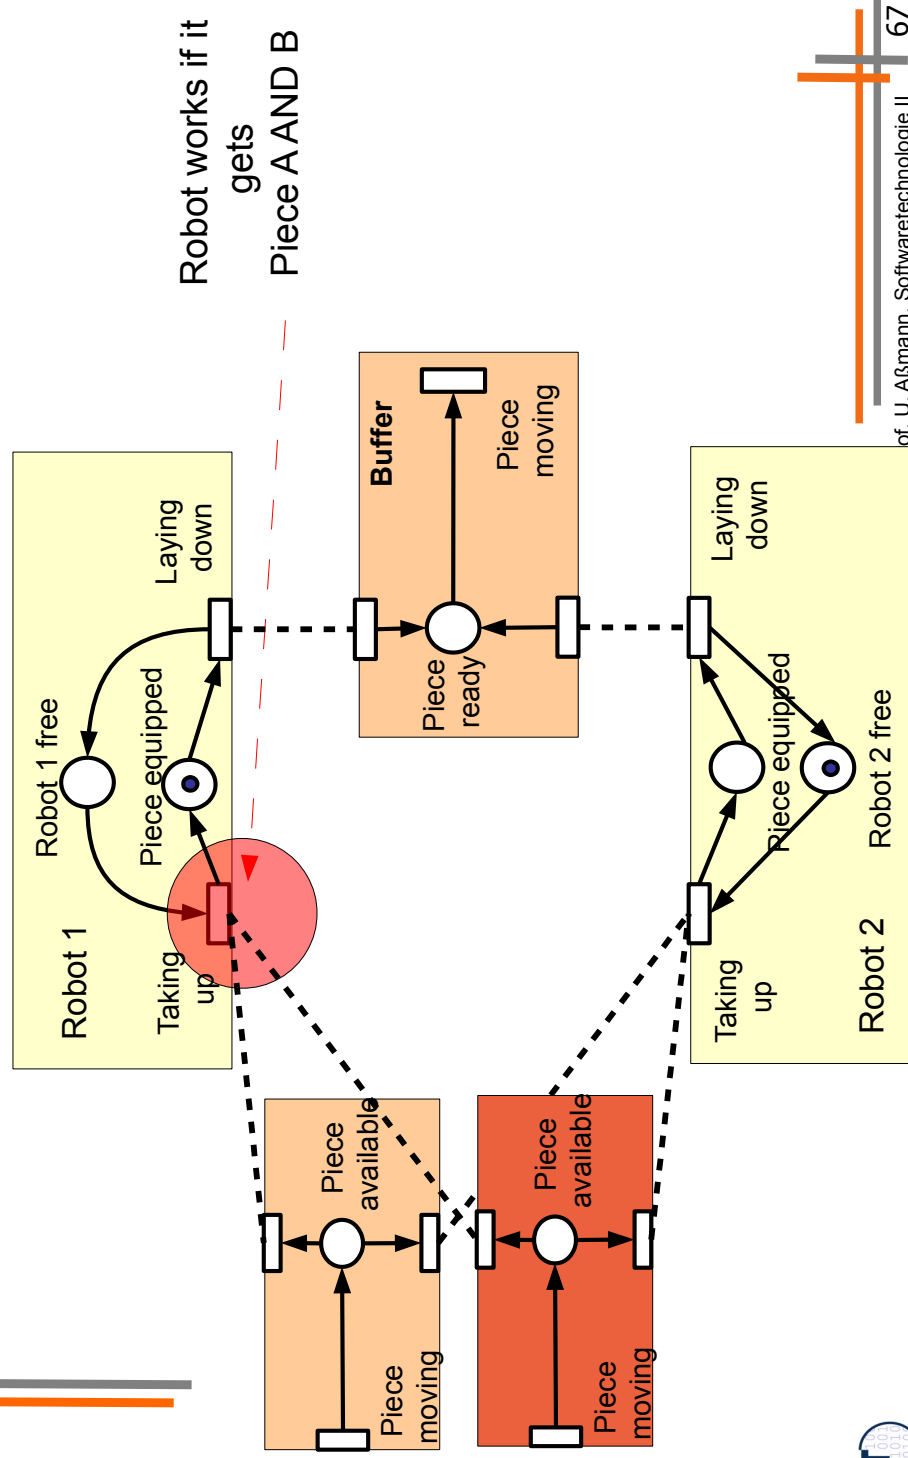 Robot works if it
gets
Piece A AND B
Robot 1
Robot 1 free
Piece equipped
Taking
up
Laying
down
Piece
moving
Piece
available
Buffer
Piece
ready
Piece
moving
Piece
moving
Piece
available
Taking
up
Laying
down
Piece equipped
Robot 2 free
Robot 2
of. U. Aßmann, Softwaretechnologie II
67